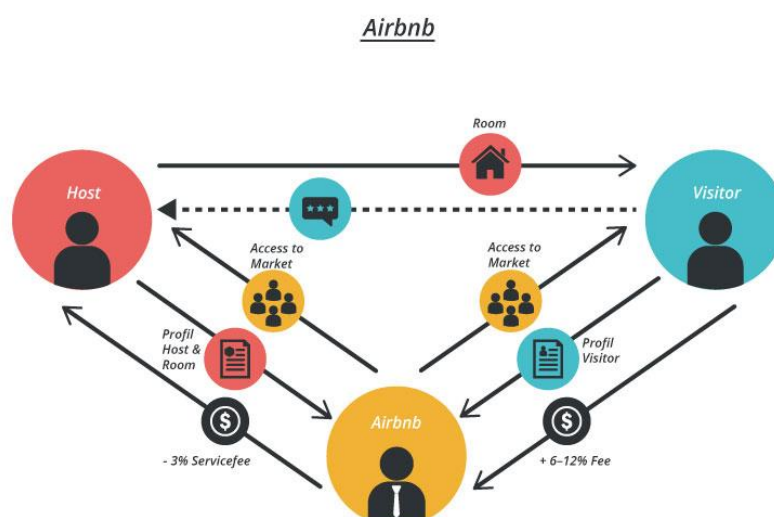 Airbnb
Room
Host
Visitor
Access to
Market
Access to
Market
Profil
Host &
Room
Profil
Visitor
Airbnb
$
$
- 3% Servicefee
+ 6–12% Fee